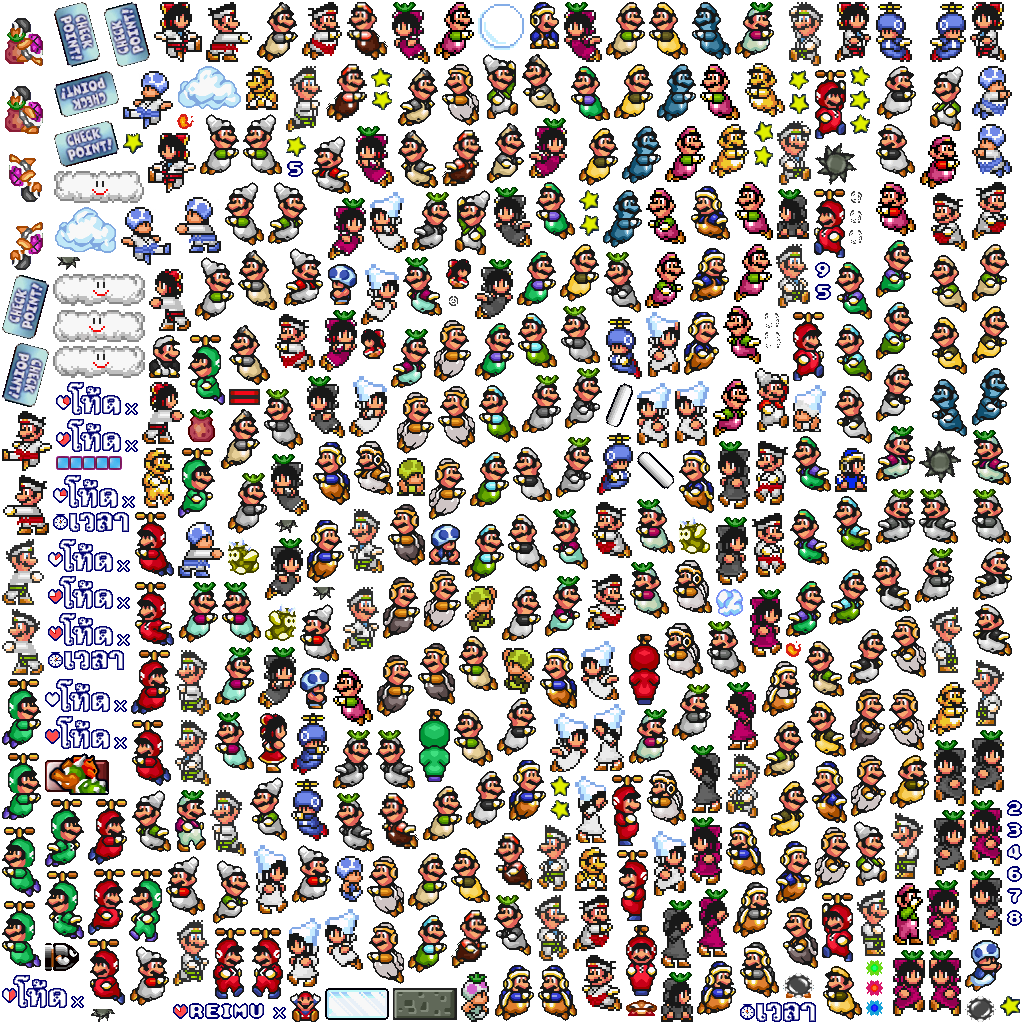 CHECK POINT!
CHECK POINT!
CHECK POINT!
CHECK POINT!
5
9
5
CHECK POINT!
CHECK POINT!
โท้ด x
โท้ด x
โท้ด x
เวลา
โท้ด x
โท้ด x
โท้ด x
เวลา
โท้ด x
โท้ด x
2
3
4
6
7
8
โท้ด x
REIMU x
เวลา